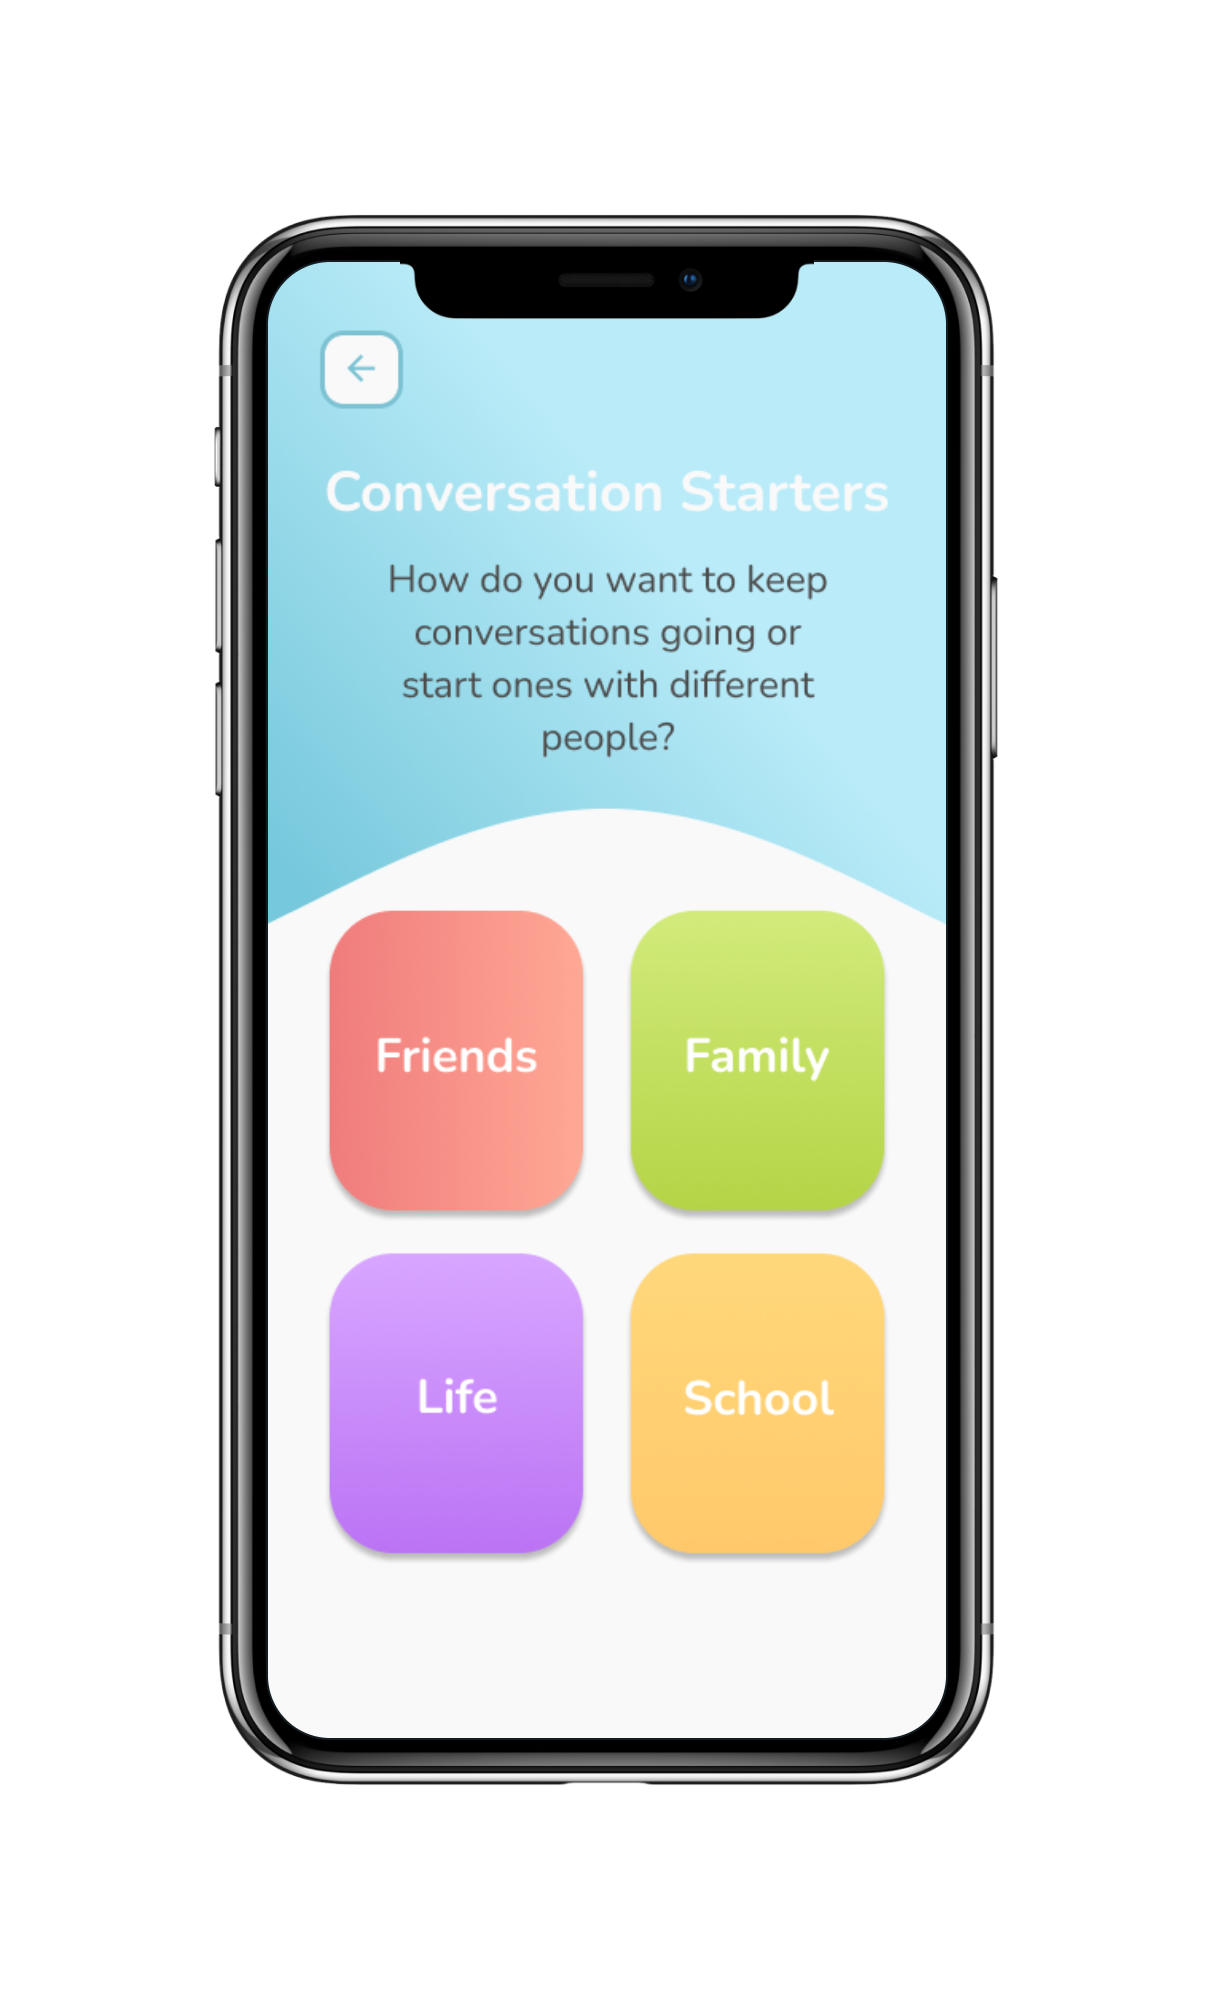 Conversation Starters
How do you want to keep
conversations going or
start ones with different
people?
Friends
Family
Life
School